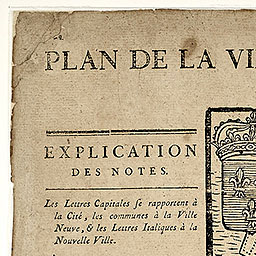 PLAN DE LA VI
EXPLICATION
DES NOTES.
Les Lettres Capitales ſe rapportent à
la Cité, les communes à la Ville
Neuve, & les Lettres Italiques à la
Nouvelle Ville.